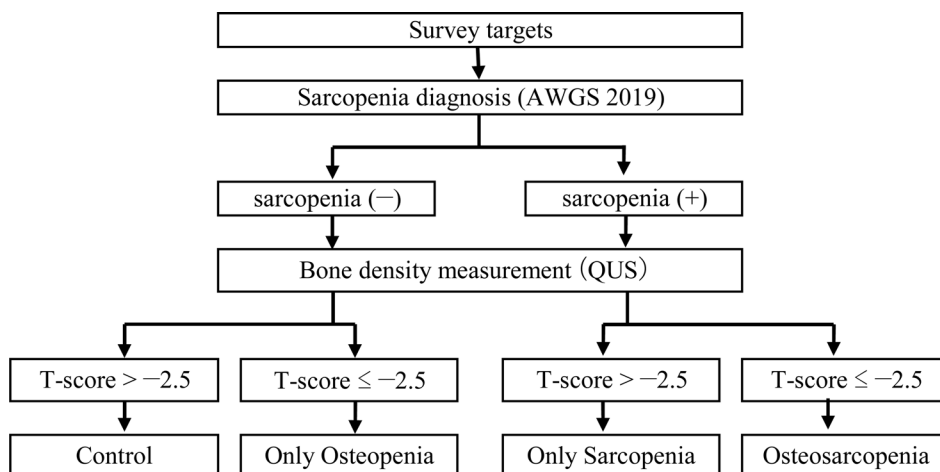 Survey targets
Sarcopenia diagnosis (AWGS 2019)
sarcopenia (−)
sarcopenia (+)
Bone density measurement（QUS）
T-score > −2.5
T-score ≤ −2.5
T-score > −2.5
T-score ≤ −2.5
Control
Only Osteopenia
Only Sarcopenia
Osteosarcopenia